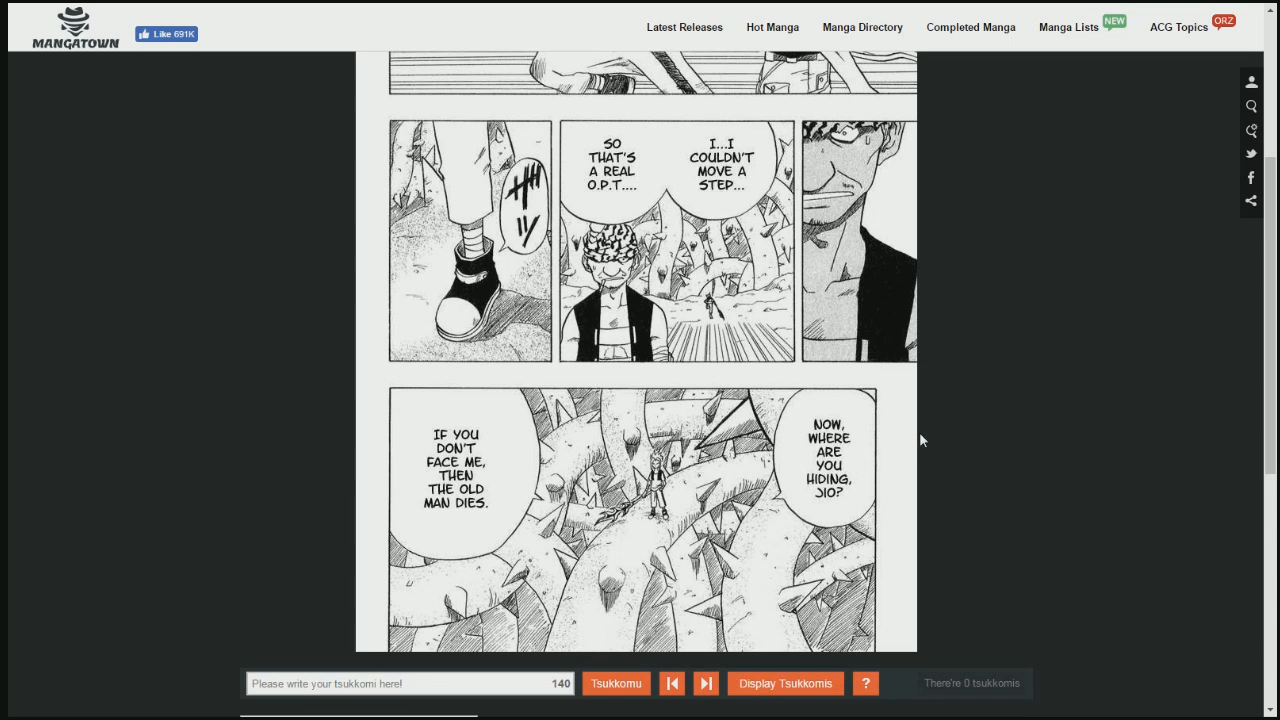 MANGATOWN
Like 691K
Latest Releases
Hot Manga
Manga Directory
Completed Manga
Manga Lists
NEW
ACG Topics
ORZ
I...I
COULDN'T
MOVE A
STEP...
SO
THAT'S
A REAL
O.P.T....
NOW,
WHERE
ARE
YOU
HIDING,
JIO?
IF YOU
DON'T
FACE ME,
THEN
THE OLD
MAN DIES.
Please write your tsukkomi here!
140
Tsukkomu
Display Tsukkomis
?
There're 0 tsukkomis